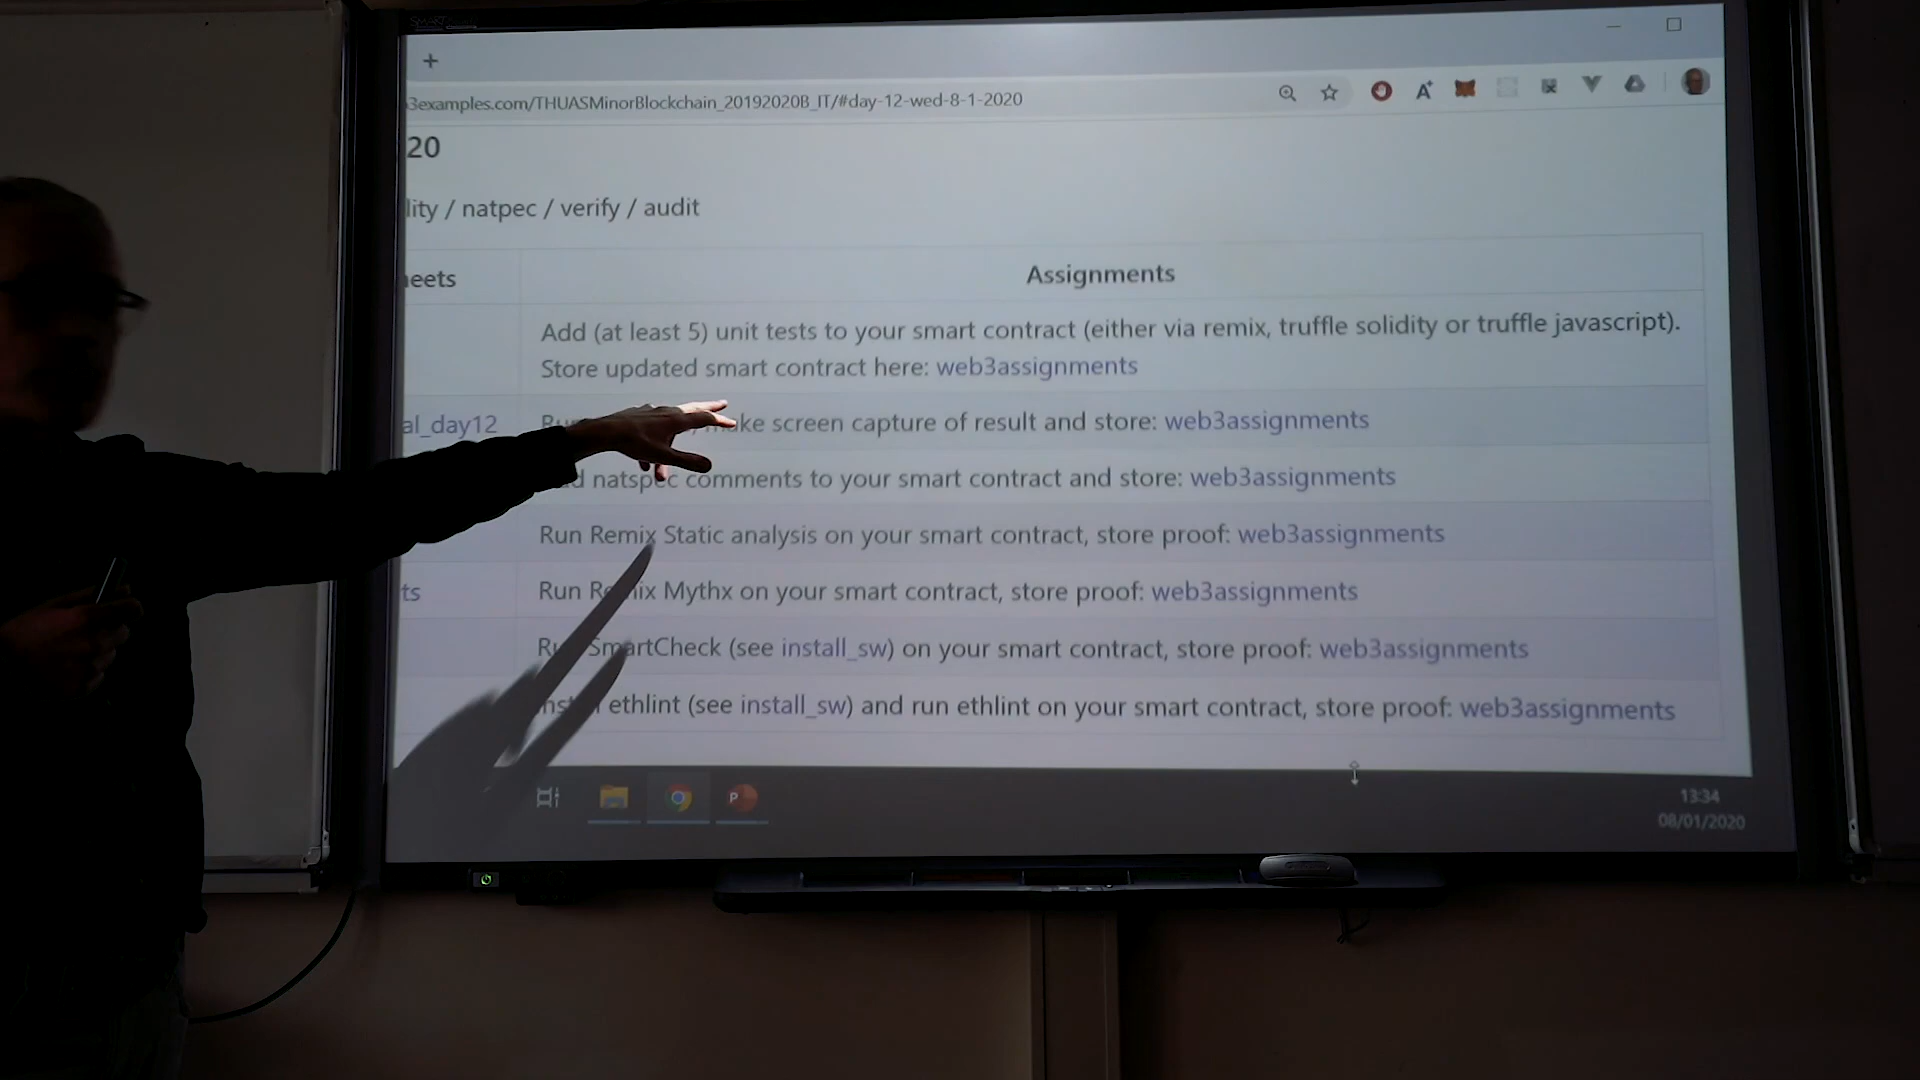 SMART
3examples.com/THUASMinorBlockchain_20192020B_IT/#day-12-wed-8-1-2020
20
lity / natpec / verify / audit
eets
Assignments
Add (at least 5) unit tests to your smart contract (either via remix, truffle solidity or truffle javascript).
Store updated smart contract here: web3assignments
al_day12
screen capture of result and store: web3assignments
natspec comments to your smart contract and store: web3assignments
Run Remix Static analysis on your smart contract, store proof: web3assignments
ts
Run Remix Mythx on your smart contract, store proof: web3assignments
Run SmartCheck (see install_sw) on your smart contract, store proof: web3assignments
ethlint (see install_sw) and run ethlint on your smart contract, store proof: web3assignments
P
13:34
08/01/2020